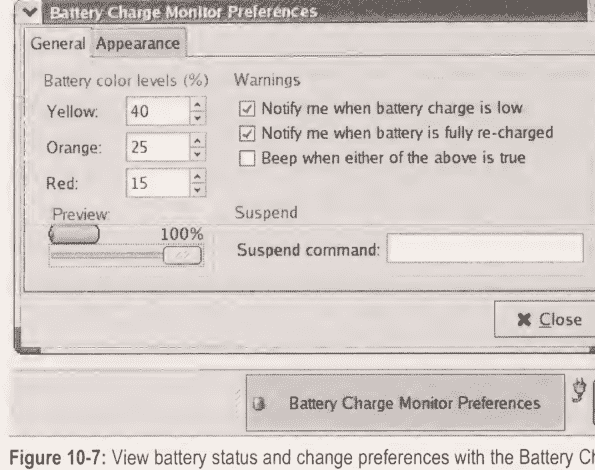 Battery Charge Monitor Preferences
General Appearance
Battery color levels (%)
Yellow: 40
Orange: 25
Red: 15
Preview:
100%
Warnings
Notify me when battery charge is low
Notify me when battery is fully re-charged
Beep when either of the above is true
Suspend
Suspend command:
Close
Battery Charge Monitor Preferences
Figure 10-7: View battery status and change preferences with the Battery Ch